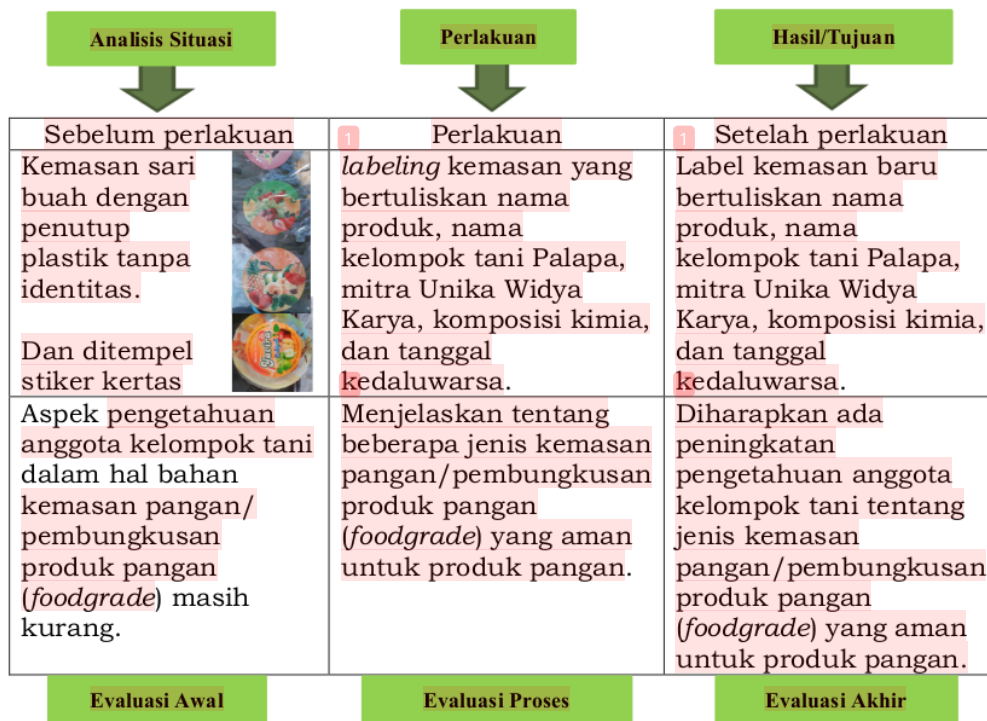 Analisis Situasi
Perlakuan
Hasil/Tujuan
Sebelum perlakuan
1 Perlakuan
1 Setelah perlakuan
Kemasan sari
buah dengan
penutup
plastik tanpa
identitas.
Dan ditempel
stiker kertas
labeling kemasan yang
bertuliskan nama
produk, nama
kelompok tani Palapa,
mitra Unika Widya
Karya, komposisi kimia,
dan tanggal
kedaluwarsa.
Label kemasan baru
bertuliskan nama
produk, nama
kelompok tani Palapa,
mitra Unika Widya
Karya, komposisi kimia,
dan tanggal
kedaluwarsa.
Aspek pengetahuan
anggota kelompok tani
dalam hal bahan
kemasan pangan/
pembungkusan
produk pangan
(foodgrade) masih
kurang.
Menjelaskan tentang
beberapa jenis kemasan
pangan/pembungkusan
produk pangan
(foodgrade) yang aman
untuk produk pangan.
Diharapkan ada
peningkatan
pengetahuan anggota
kelompok tani tentang
jenis kemasan
pangan/pembungkusan
produk pangan
(foodgrade) yang aman
untuk produk pangan.
Evaluasi Awal
Evaluasi Proses
Evaluasi Akhir